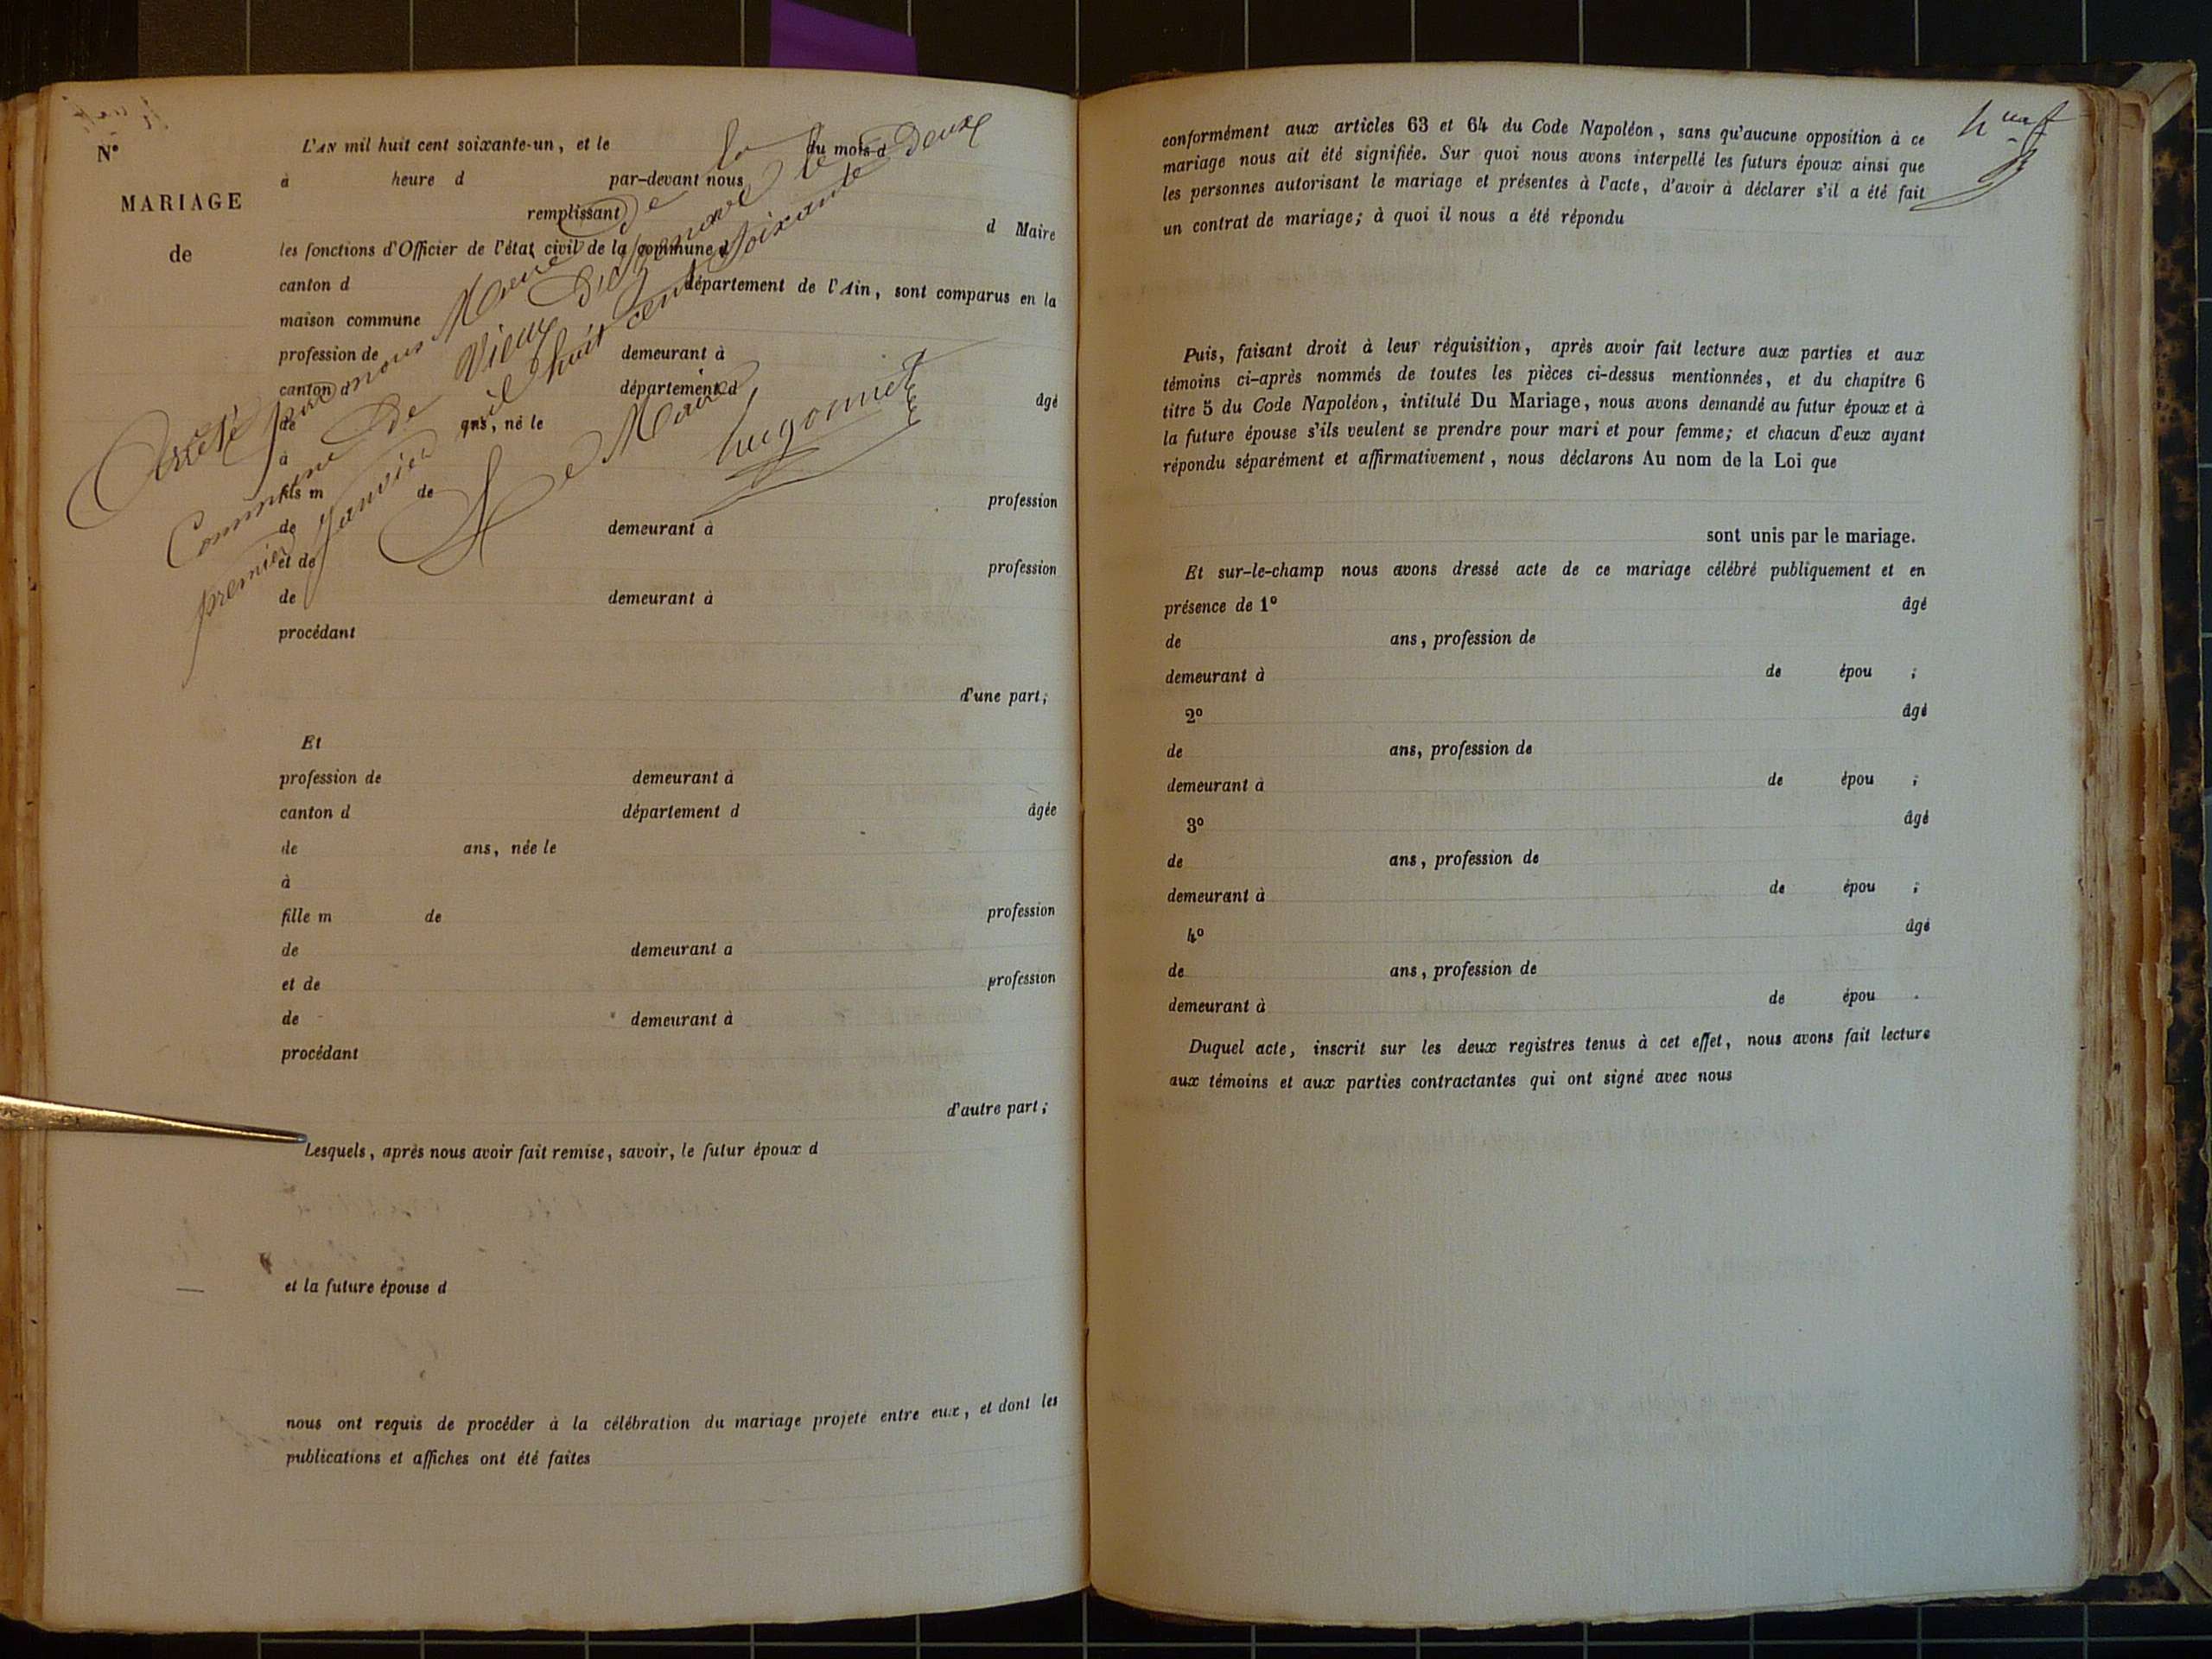 N°
MARIAGE
de
L'AN mil huit cent soixante-un, et le du mois d
à heure d par-devant nous
remplissant
d Maire
les fonctions d'Officier de l'état civil de la commune d
canton d département de l'Ain, sont comparus en la
maison commune
profession de demeurant à
canton d département d âgé
de ans, né le
à
fils m de profession
de demeurant à
et de profession
de demeurant à
procédant
d'une part;
Et
profession de demeurant à
canton d département d âgée
de ans, née le
à
fille m de profession
de demeurant a
et de profession
de demeurant à
procédant
d'autre part;
Lesquels, après nous avoir fait remise, savoir, le futur époux d
et la future épouse d
nous ont requis de procéder à la célébration du mariage projeté entre eux, et dont les
publications et affiches ont été faites
Arrêté par nous Maire de la
Commune de Vieux le
premier Janvier mil huit cent Soixante Deux
Le Maire,
hugonnet
neuf
conformément aux articles 63 et 64 du Code Napoléon, sans qu'aucune opposition à ce
mariage nous ait été signifiée. Sur quoi nous avons interpellé les futurs époux ainsi que
les personnes autorisant le mariage et présentes à l'acte, d'avoir à déclarer s'il a été fait
un contrat de mariage; à quoi il nous a été répondu
Puis, faisant droit à leur réquisition, après avoir fait lecture aux parties et aux
témoins ci-après nommés de toutes les pièces ci-dessus mentionnées, et du chapitre 6
titre 5 du Code Napoléon, intitulé Du Mariage, nous avons demandé au futur époux et à
la future épouse s'ils veulent se prendre pour mari et pour femme; et chacun d'eux ayant
répondu séparément et affirmativement, nous déclarons Au nom de la Loi que
sont unis par le mariage.
Et sur-le-champ nous avons dressé acte de ce mariage célébré publiquement et en
présence de 1° âgé
de ans, profession de
demeurant à de épou ;
2° âgé
de ans, profession de
demeurant à de épou ;
3° âgé
de ans, profession de
demeurant à de épou ;
4° âgé
de ans, profession de
demeurant à de épou .
Duquel acte, inscrit sur les deux registres tenus à cet effet, nous avons fait lecture
aux témoins et aux parties contractantes qui ont signé avec nous